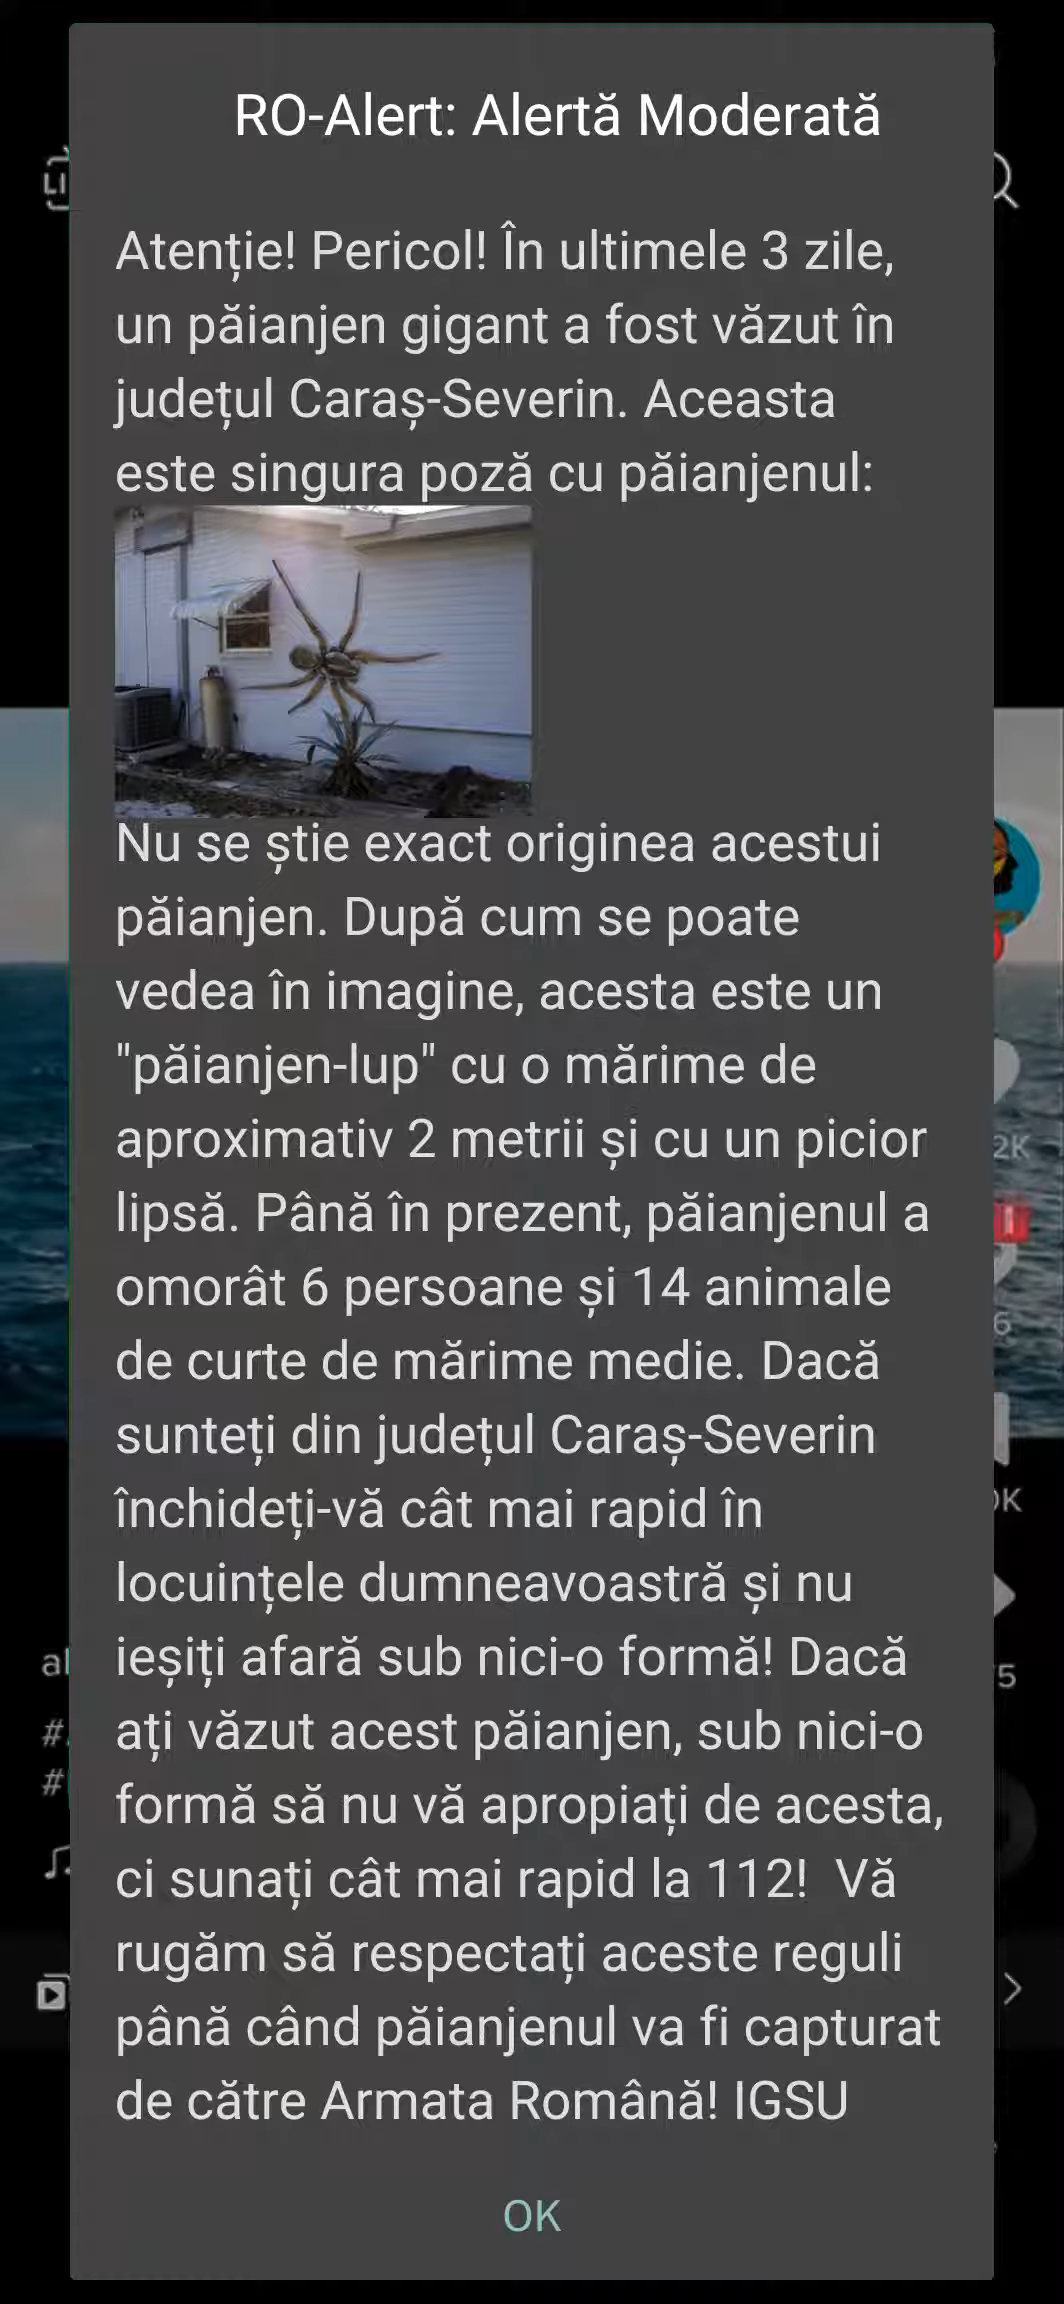 RO-Alert: Alertă Moderată
Atenție! Pericol! În ultimele 3 zile,
un păianjen gigant a fost văzut în
județul Caraș-Severin. Aceasta
este singura poză cu păianjenul:
Nu se știe exact originea acestui
păianjen. După cum se poate
vedea în imagine, acesta este un
"păianjen-lup" cu o mărime de
aproximativ 2 metrii și cu un picior
lipsă. Până în prezent, păianjenul a
omorât 6 persoane și 14 animale
de curte de mărime medie. Dacă
sunteți din județul Caraș-Severin
închideți-vă cât mai rapid în
locuințele dumneavoastră și nu
ieșiți afară sub nici-o formă! Dacă
ați văzut acest păianjen, sub nici-o
formă să nu vă apropiați de acesta,
ci sunați cât mai rapid la 112!  Vă
rugăm să respectați aceste reguli
până când păianjenul va fi capturat
de către Armata Română! IGSU
OK